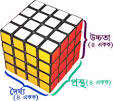 উচ্চতা
(৪ একক)
দৈর্ঘ্য
(৪ একক)
প্রস্থ (৪ একক)